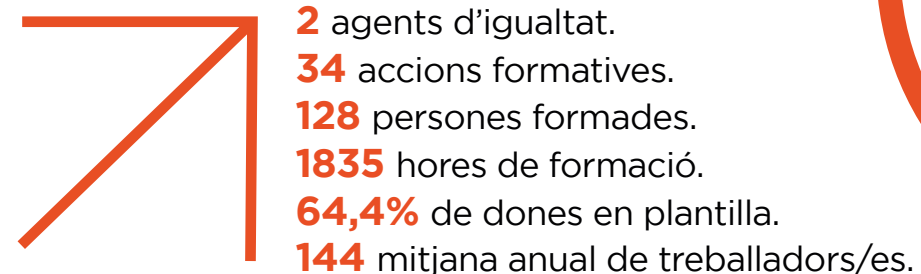 2 agents d’igualtat.
34 accions formatives.
128 persones formades.
1835 hores de formació.
64,4% de dones en plantilla.
144 mitjana anual de treballadors/es.